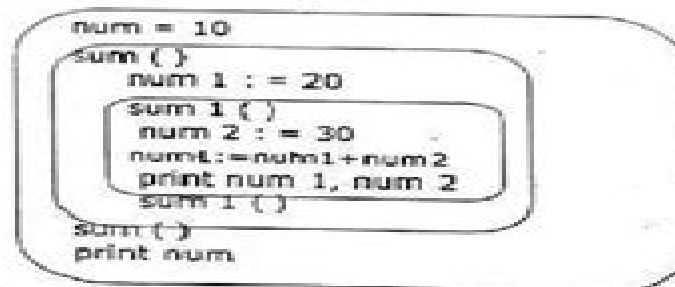 num = 10
sum ( )
num 1 : = 20
sum 1 ( )
num 2 : = 30
num1:=num1+num2
print num 1, num 2
sum 1 ( )
sum ( )
print num